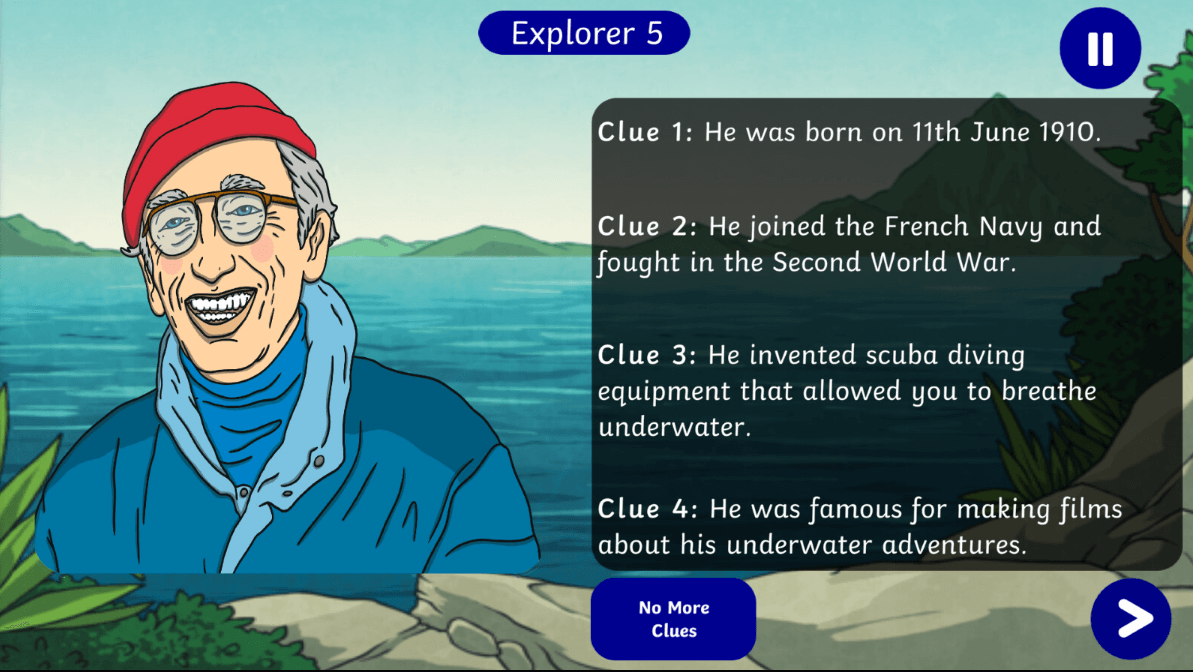 Explorer 5
Clue 1: He was born on 11th June 1910.
Clue 2: He joined the French Navy and
fought in the Second World War.
Clue 3: He invented scuba diving
equipment that allowed you to breathe
underwater.
Clue 4: He was famous for making films
about his underwater adventures.
No More
Clues